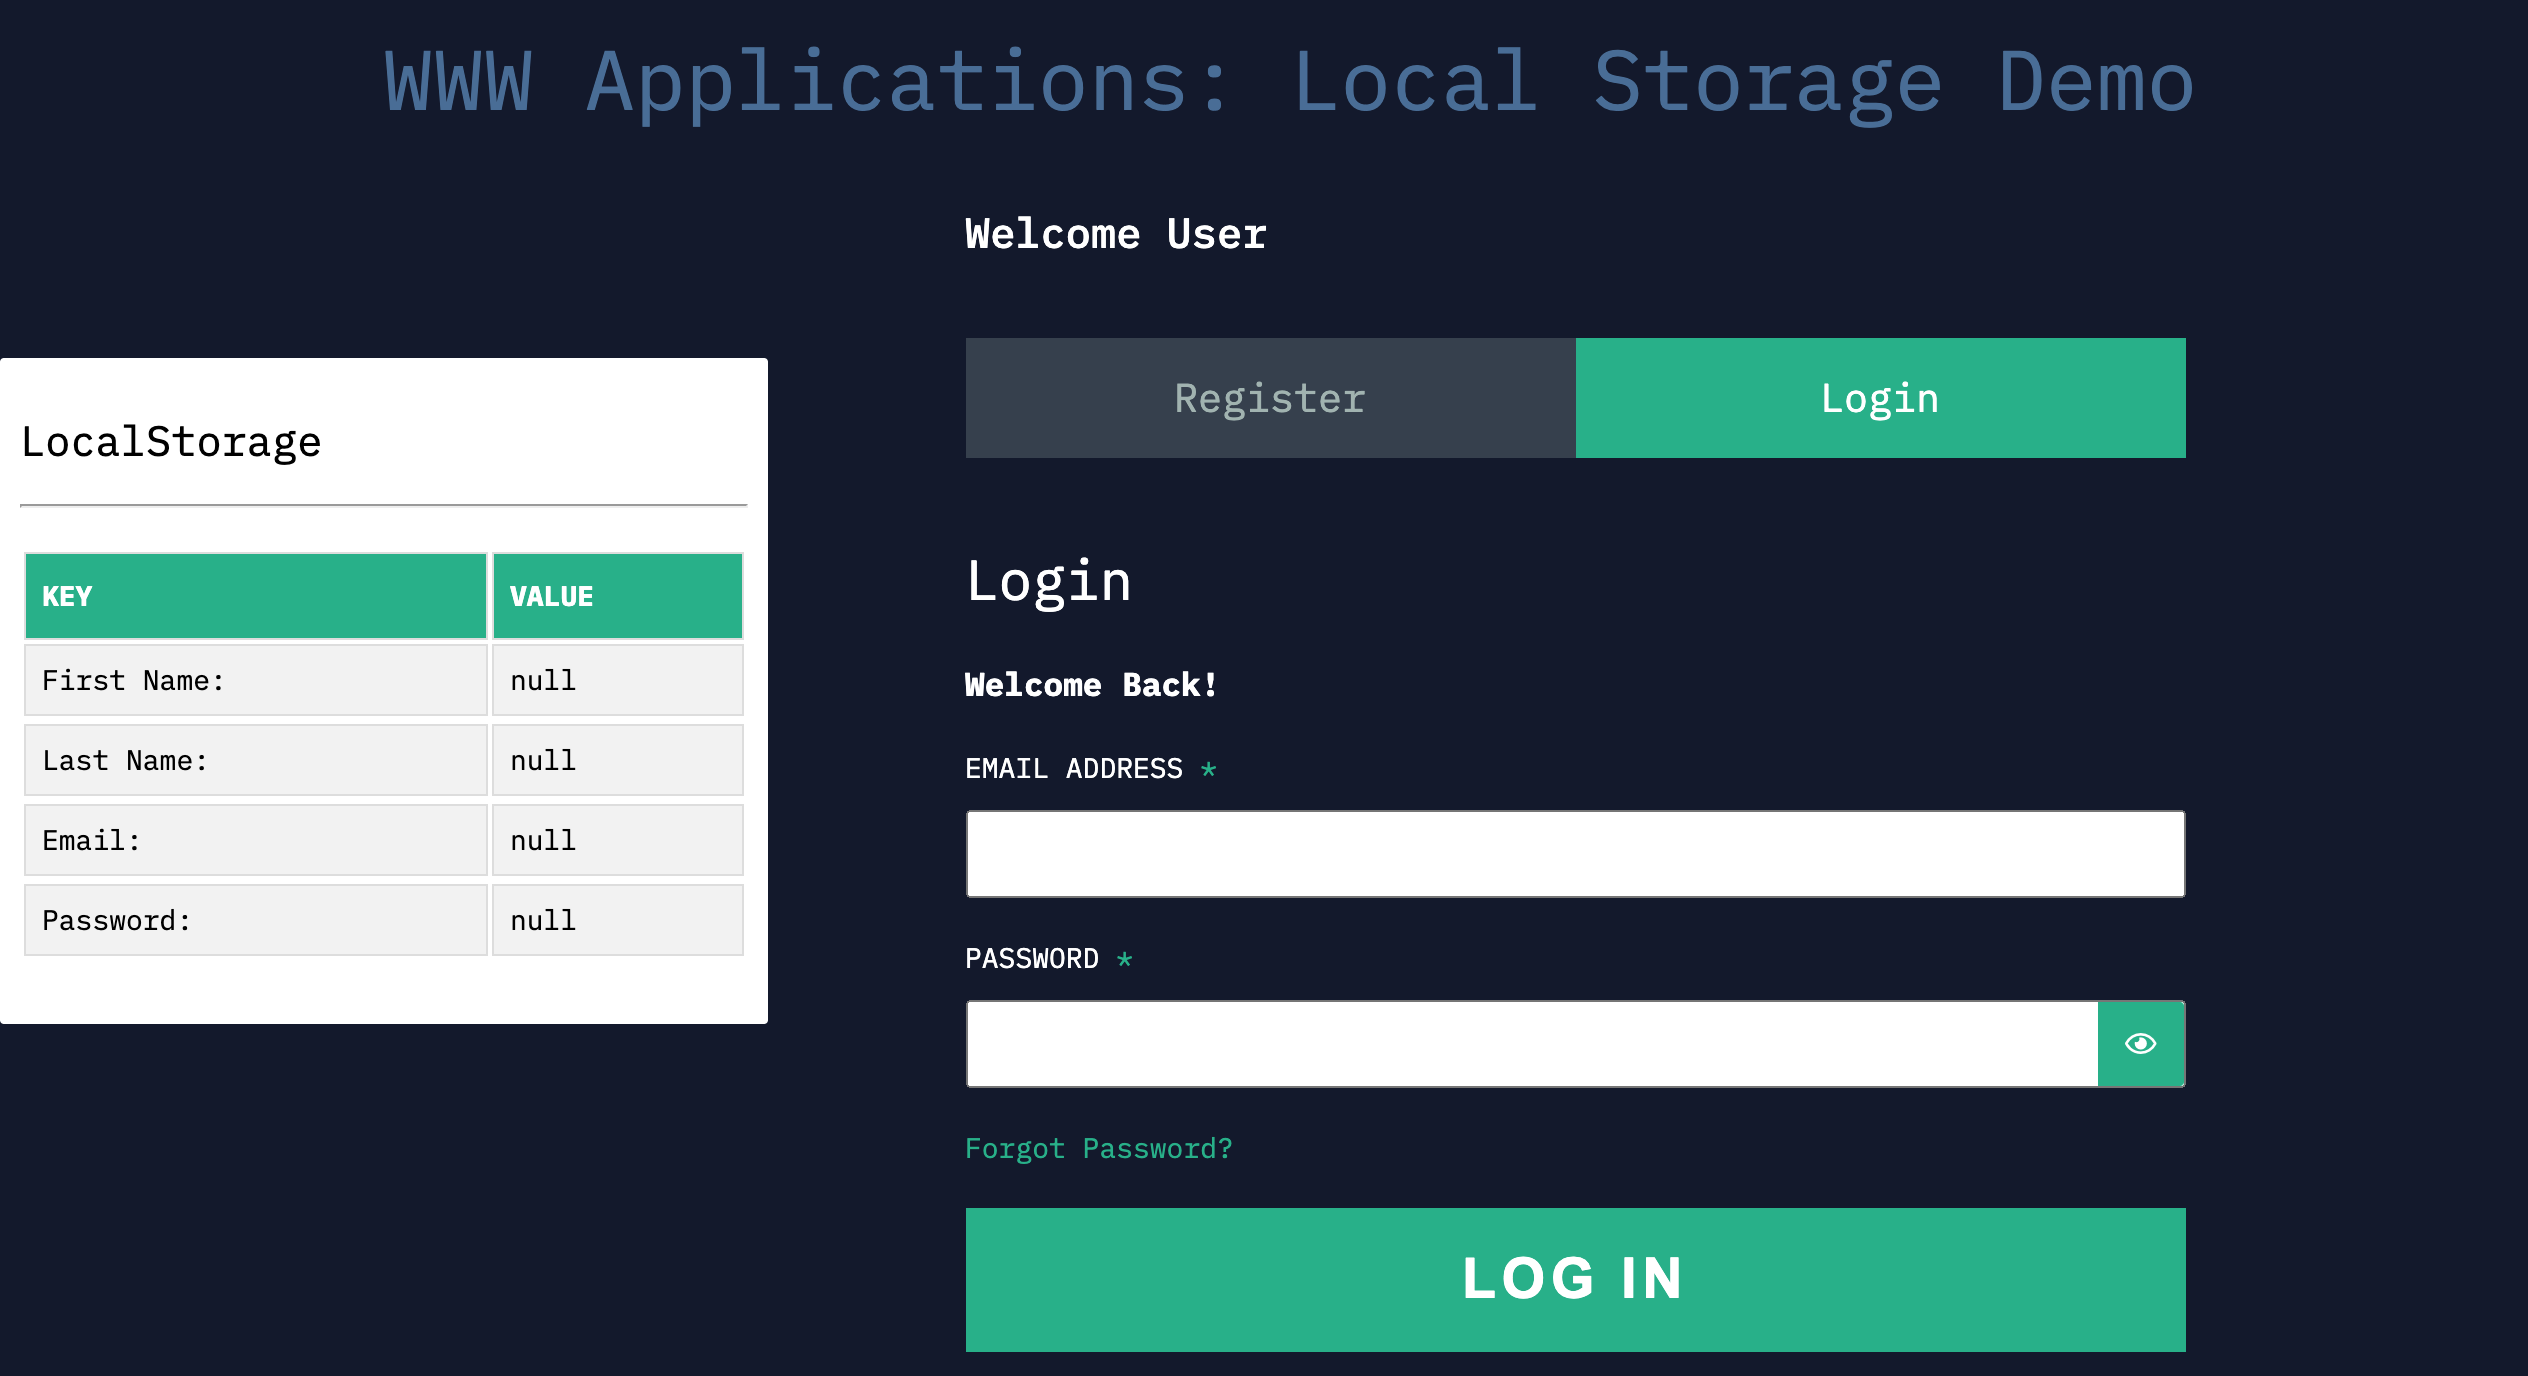 WWW Applications: Local Storage Demo
Welcome User
Register Login
LocalStorage
KEY VALUE
First Name: null
Last Name: null
Email: null
Password: null
Login
Welcome Back!
EMAIL ADDRESS *
PASSWORD *
Forgot Password?
LOG IN